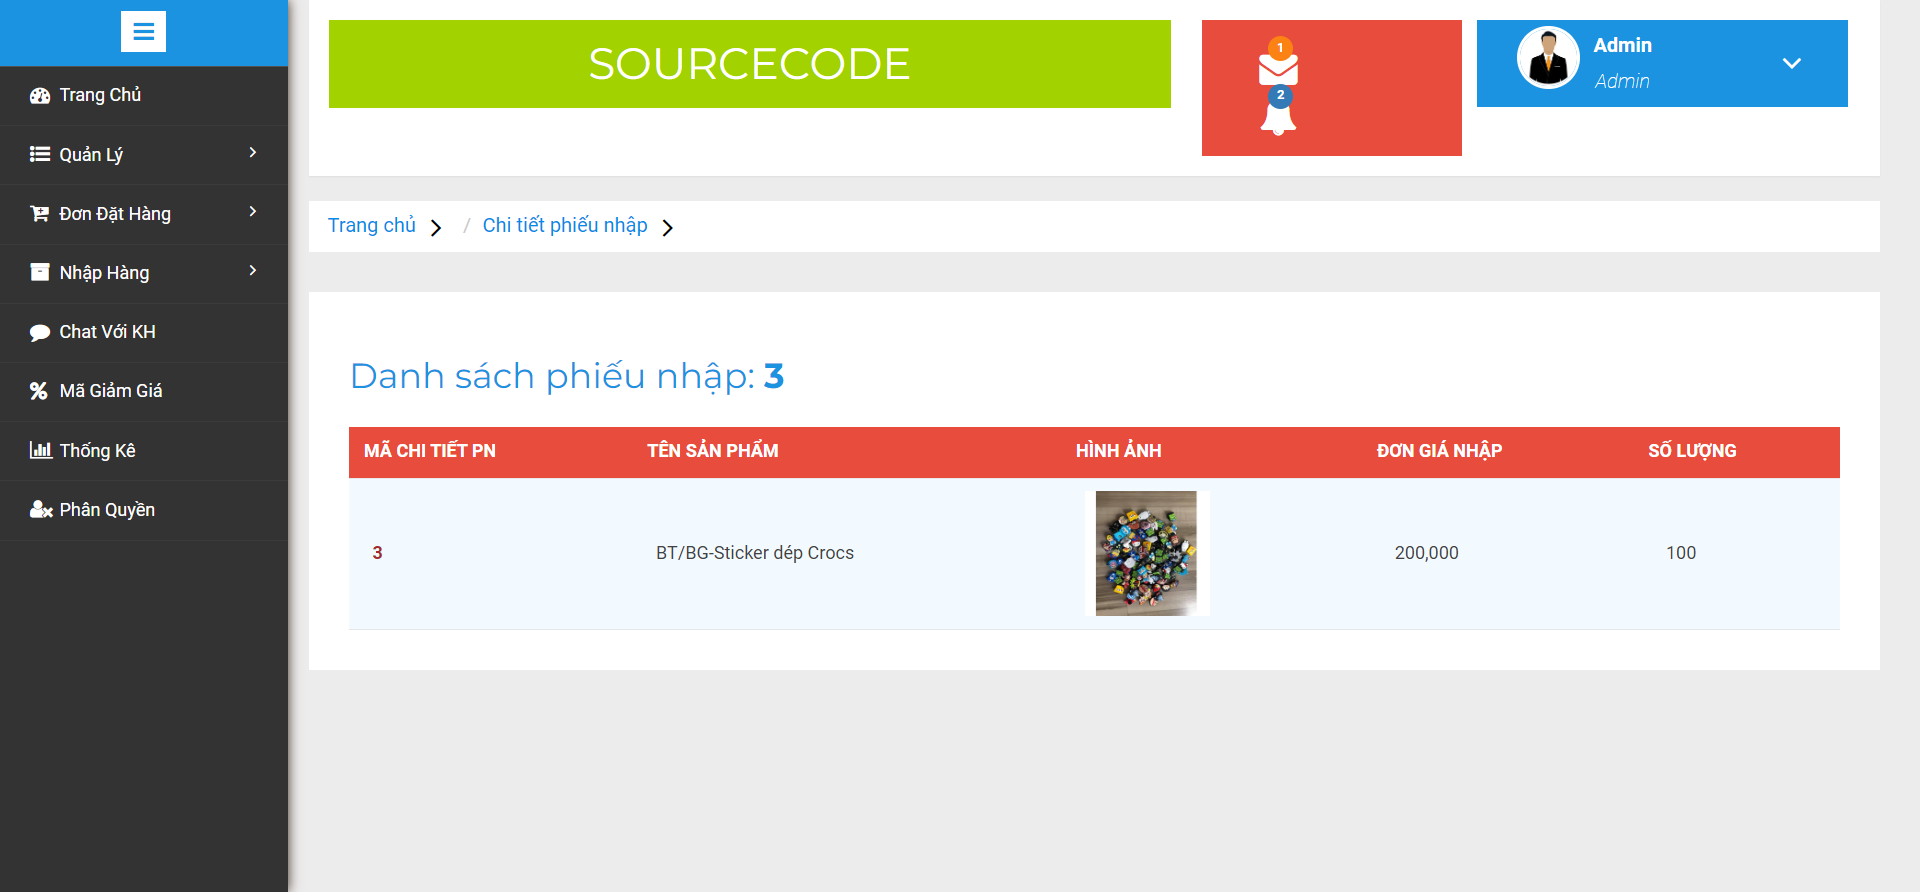 SOURCECODE
1
2
Admin
Admin
Trang Chủ
Quản Lý
Đơn Đặt Hàng
Nhập Hàng
Chat Với KH
Mã Giảm Giá
Thống Kê
Phân Quyền
Trang chủ / Chi tiết phiếu nhập
Danh sách phiếu nhập: 3
MÃ CHI TIẾT PN TÊN SẢN PHẨM HÌNH ẢNH ĐƠN GIÁ NHẬP SỐ LƯỢNG
3 BT/BG-Sticker dép Crocs 200,000 100